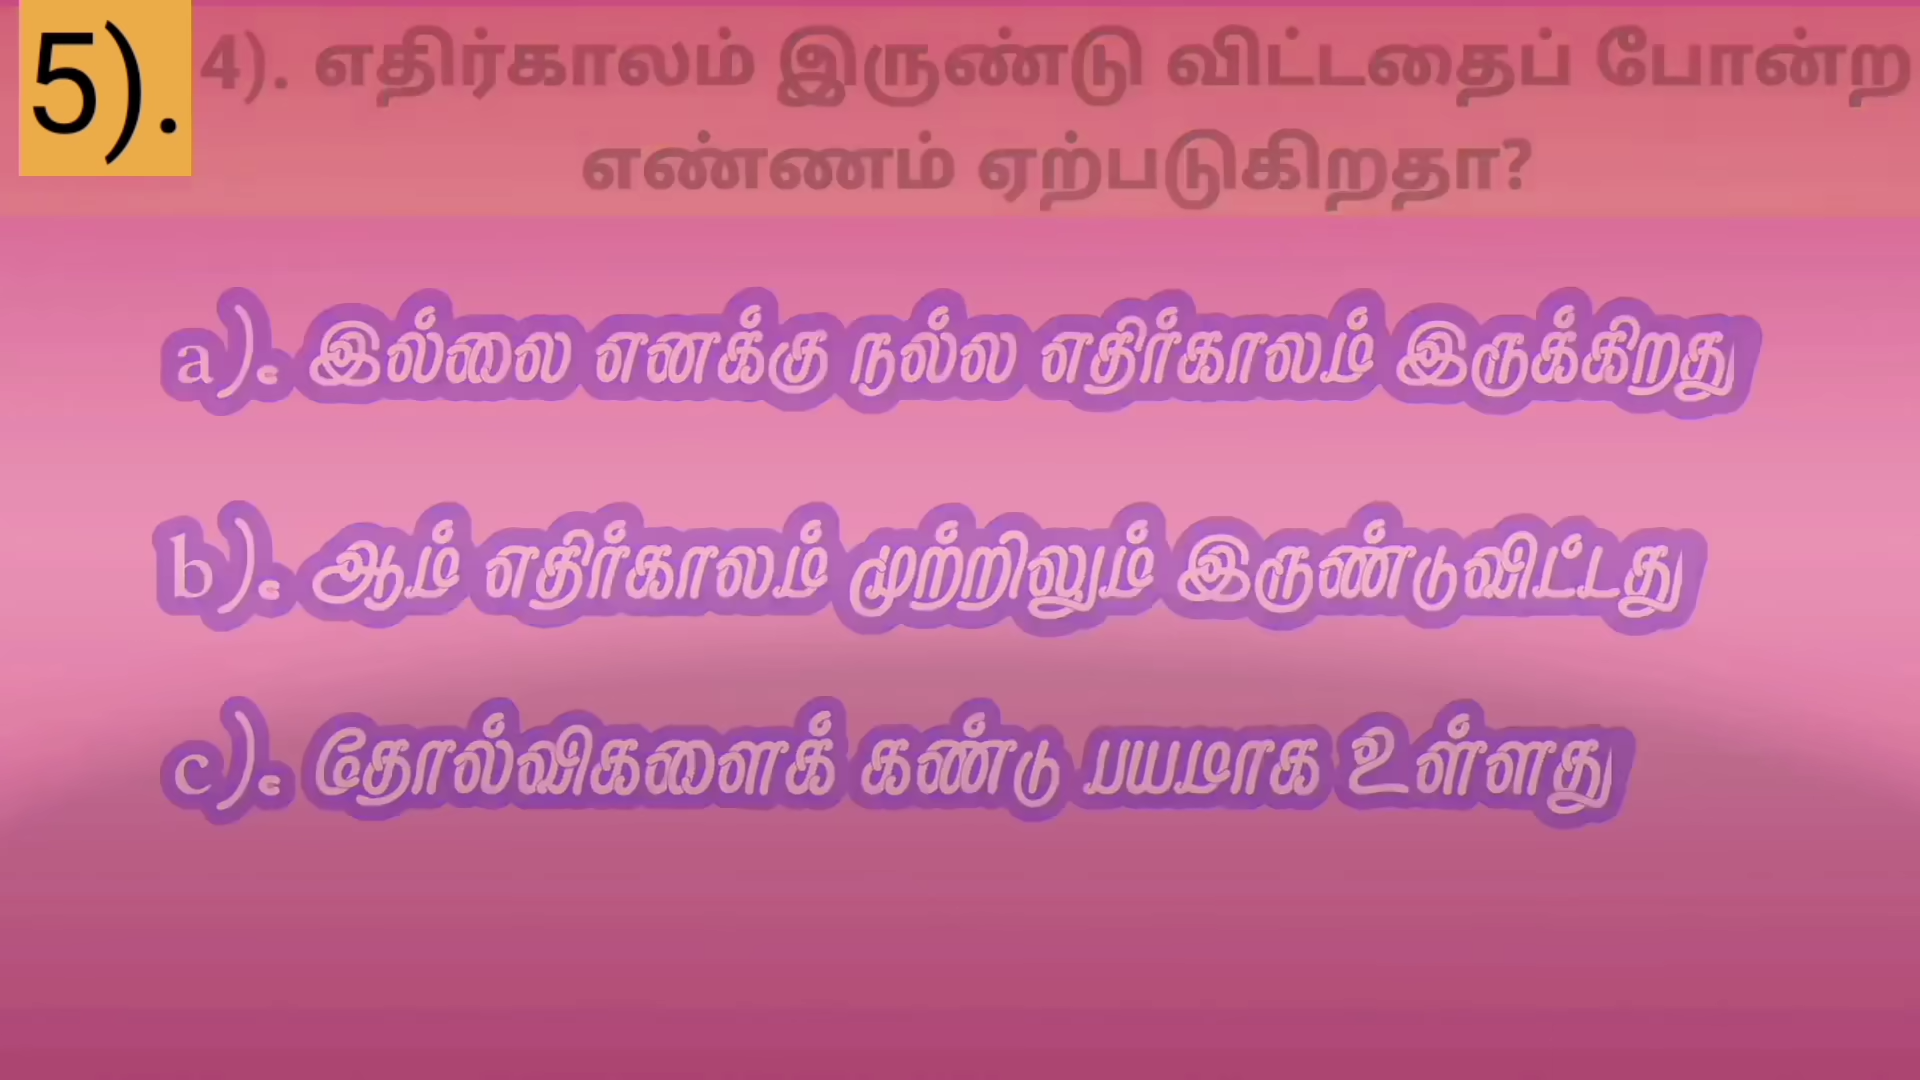 5).
4). எதிர்காலம் இருண்டு விட்டதைப் போன்ற
எண்ணம் ஏற்படுகிறதா?
a). இல்லை எனக்கு நல்ல எதிர்காலம் இருக்கிறது
b). ஆம் எதிர்காலம் முற்றிலும் இருண்டுவிட்டது
c). தோல்விகளைக் கண்டு பயமாக உள்ளது